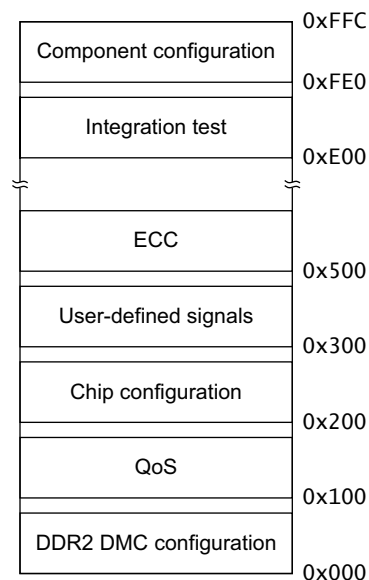 0xFFC
Component configuration
0xFE0
Integration test
0xE00
ECC
0x500
User-defined signals
0x300
Chip configuration
0x200
QoS
0x100
DDR2 DMC configuration
0x000